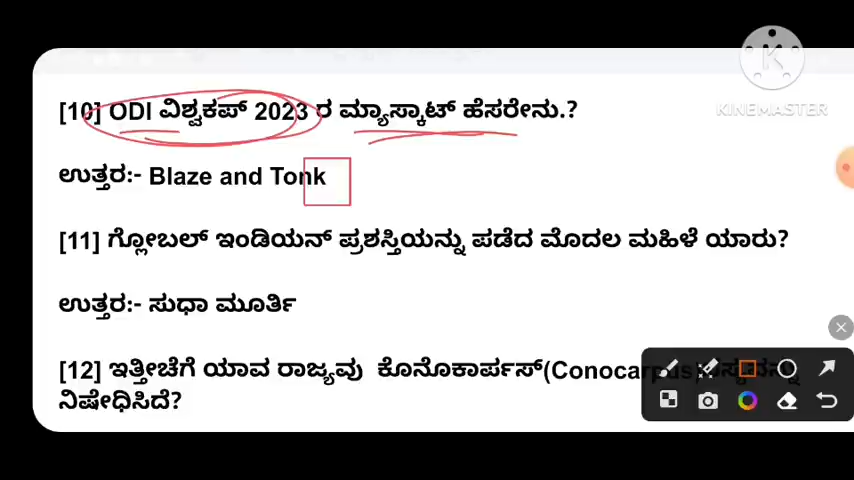 [10] ODI ವಿಶ್ವಕಪ್ 2023 ರ ಮ್ಯಾಸ್ಕಾಟ್ ಹೆಸರೇನು.?
KINEMASTER
ಉತ್ತರ:- Blaze and Tonk
[11] ಗ್ಲೋಬಲ್ ಇಂಡಿಯನ್ ಪ್ರಶಸ್ತಿಯನ್ನು ಪಡೆದ ಮೊದಲ ಮಹಿಳೆ ಯಾರು?
ಉತ್ತರ:- ಸುಧಾ ಮೂರ್ತಿ
[12] ಇತ್ತೀಚೆಗೆ ಯಾವ ರಾಜ್ಯವು ಕೊನೊಕಾರ್ಪಸ್(Conocarpus)
ನಿಷೇಧಿಸಿದೆ?